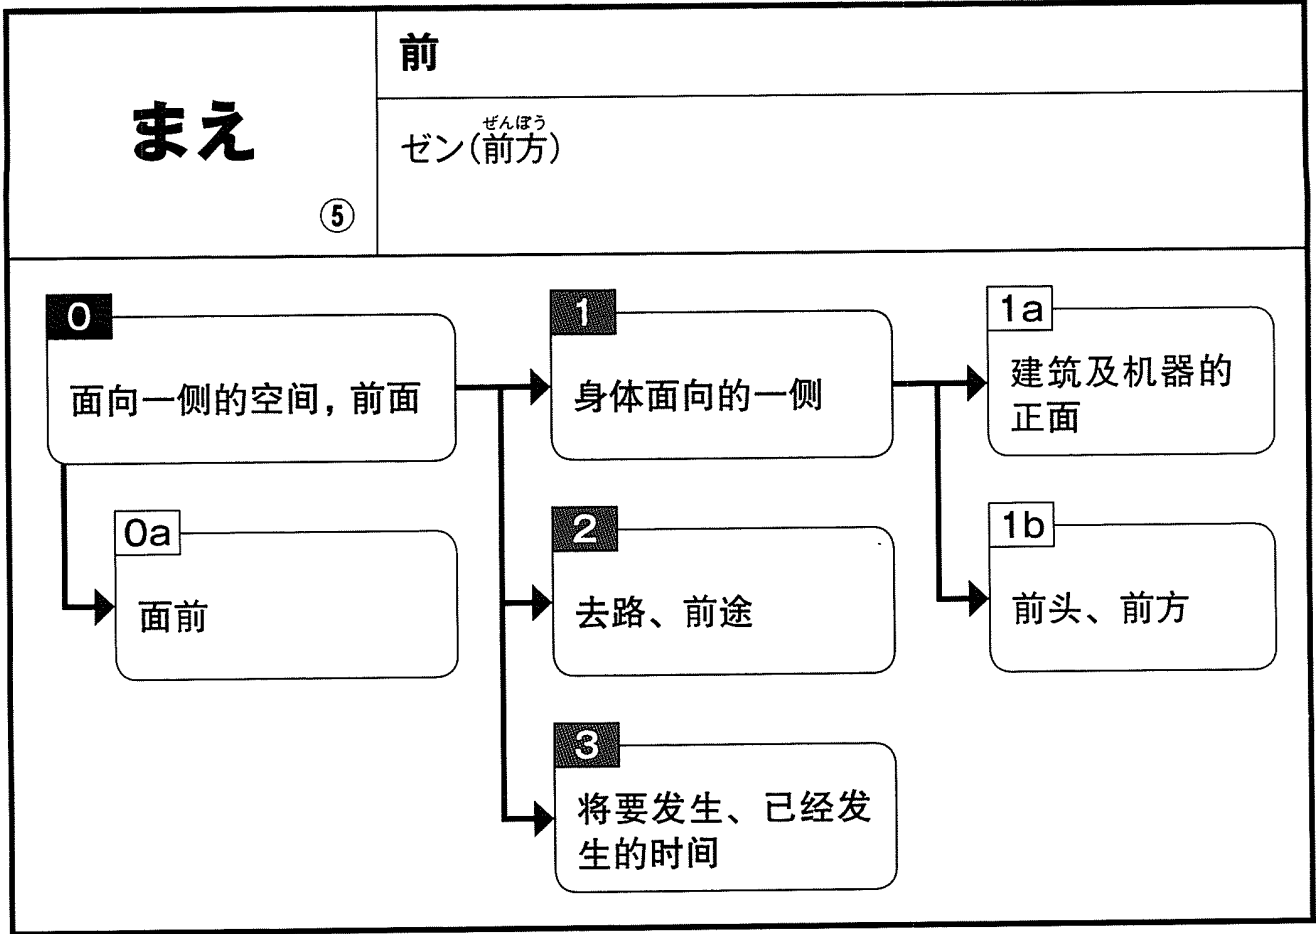 まえ
⑤
前
ぜんぽう
ゼン(前方)
0
面向一侧的空间，前面
0a
面前
1
身体面向的一侧
2
去路、前途
3
将要发生、已经发
生的时间
1a
建筑及机器的
正面
1b
前头、前方